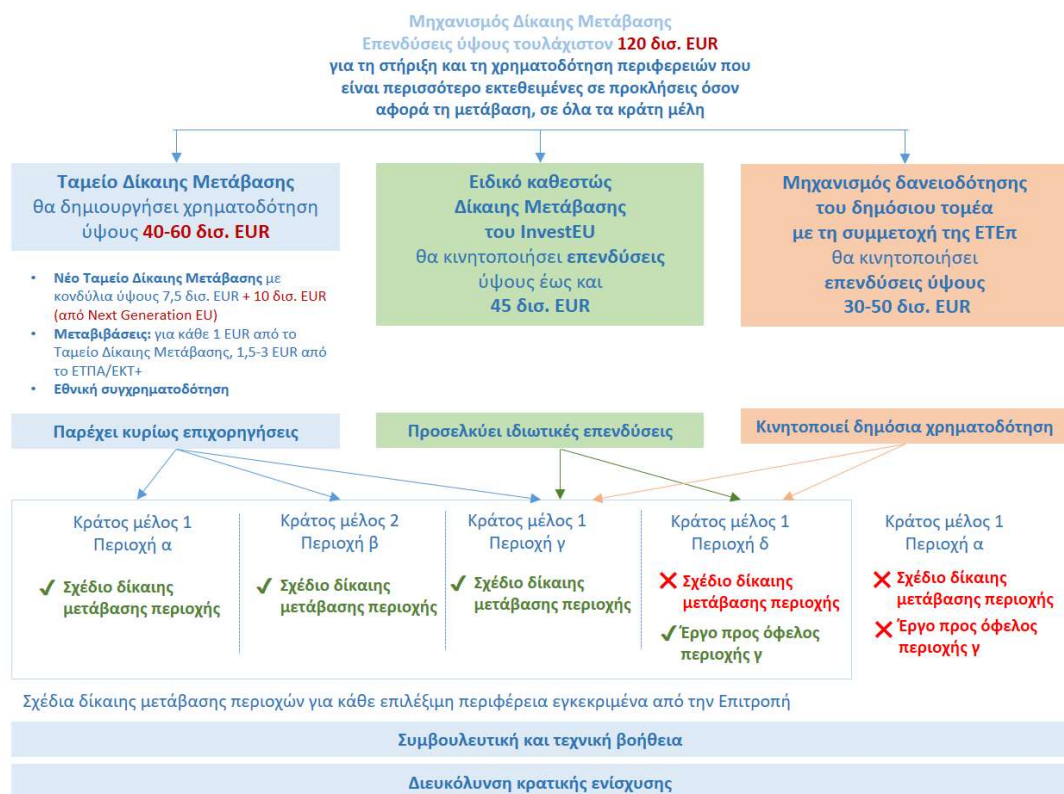 Μηχανισμός Δίκαιης Μετάβασης
Επενδύσεις ύψους τουλάχιστον 120 δισ. EUR
για τη στήριξη και τη χρηματοδότηση περιφερειών που
είναι περισσότερο εκτεθειμένες σε προκλήσεις όσον
αφορά τη μετάβαση, σε όλα τα κράτη μέλη
Ταμείο Δίκαιης Μετάβασης
θα δημιουργήσει χρηματοδότηση
ύψους 40-60 δισ. EUR
• Νέο Ταμείο Δίκαιης Μετάβασης με
κονδύλια ύψους 7,5 δισ. EUR + 10 δισ. EUR
(από Next Generation EU)
• Μεταβιβάσεις: για κάθε 1 EUR από το
Ταμείο Δίκαιης Μετάβασης, 1,5-3 EUR από
το ΕΤΠΑ/ΕΚΤ+
• Εθνική συγχρηματοδότηση
Ειδικό καθεστώς
Δίκαιης Μετάβασης
του InvestEU
θα κινητοποιήσει επενδύσεις
ύψους έως και
45 δισ. EUR
Μηχανισμός δανειοδότησης
του δημόσιου τομέα
με τη συμμετοχή της ΕΤΕπ
θα κινητοποιήσει
επενδύσεις ύψους
30-50 δισ. EUR
Παρέχει κυρίως επιχορηγήσεις
Προσελκύει ιδιωτικές επενδύσεις
Κινητοποιεί δημόσια χρηματοδότηση
Κράτος μέλος 1
Περιοχή α
✓ Σχέδιο δίκαιης
μετάβασης περιοχής
Κράτος μέλος 2
Περιοχή β
✓ Σχέδιο δίκαιης
μετάβασης περιοχής
Κράτος μέλος 1
Περιοχή γ
✓ Σχέδιο δίκαιης
μετάβασης περιοχής
Κράτος μέλος 1
Περιοχή δ
✕ Σχέδιο δίκαιης
μετάβασης περιοχής
✓ Έργο προς όφελος
περιοχής γ
Κράτος μέλος 1
Περιοχή α
✕ Σχέδιο δίκαιης
μετάβασης περιοχής
✕ Έργο προς όφελος
περιοχής γ
Σχέδια δίκαιης μετάβασης περιοχών για κάθε επιλέξιμη περιφέρεια εγκεκριμένα από την Επιτροπή
Συμβουλευτική και τεχνική βοήθεια
Διευκόλυνση κρατικής ενίσχυσης